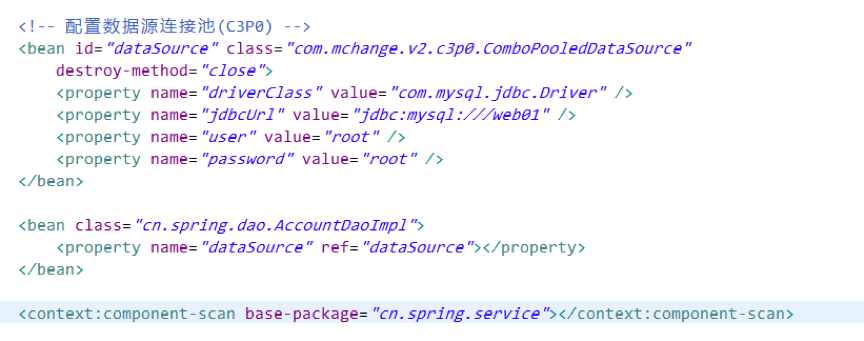 <!-- 配置数据源连接池(C3P0) -->
<bean id="dataSource" class="com.mchange.v2.c3p0.ComboPooledDataSource"
    destroy-method="close">
    <property name="driverClass" value="com.mysql.jdbc.Driver" />
    <property name="jdbcUrl" value="jdbc:mysql:///web01" />
    <property name="user" value="root" />
    <property name="password" value="root" />
</bean>
<bean class="cn.spring.dao.AccountDaoImpl">
    <property name="dataSource" ref="dataSource"></property>
</bean>
<context:component-scan base-package="cn.spring.service"></context:component-scan>